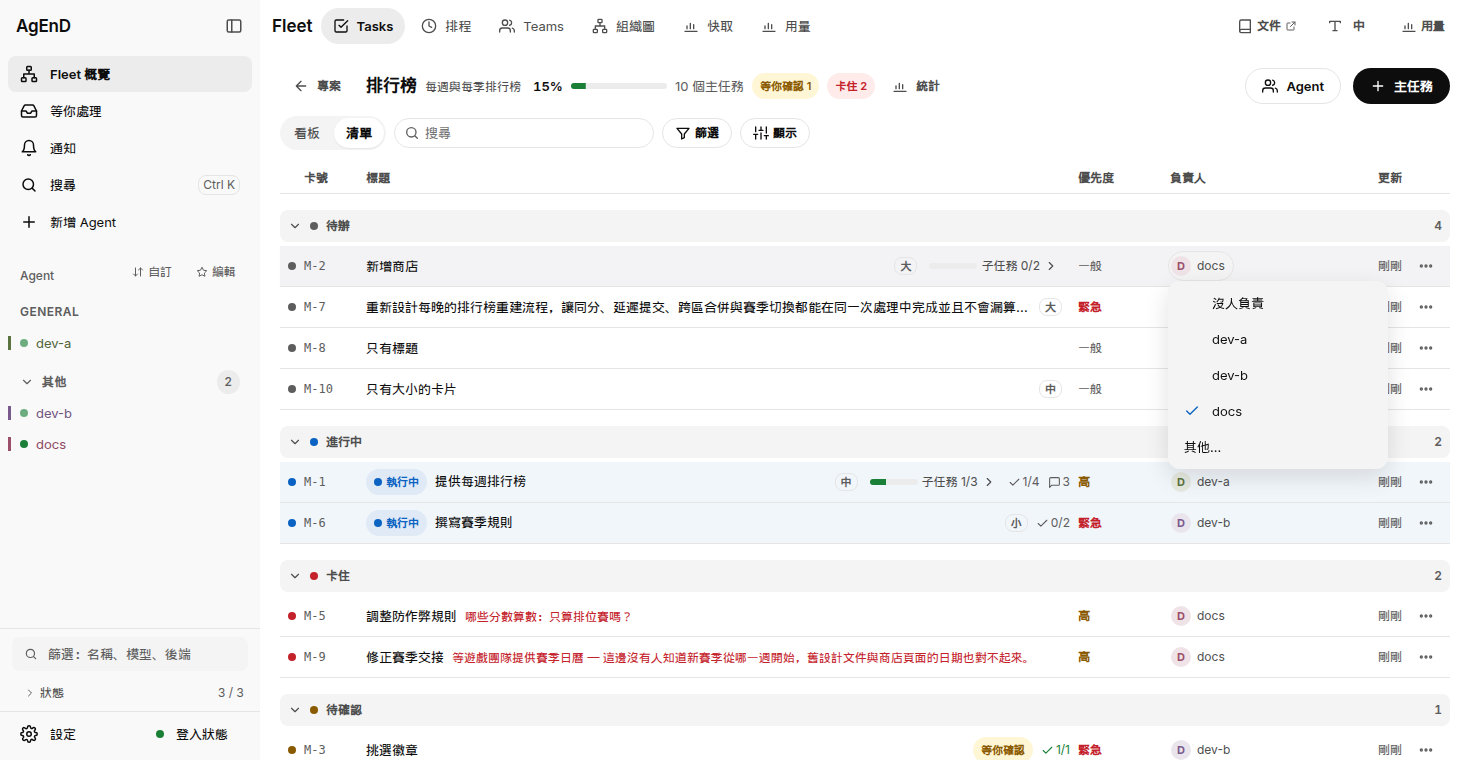 AgEnD
Fleet 概覽
等你處理
通知
搜尋 Ctrl K
新增 Agent
Agent 自訂 編輯
GENERAL
dev-a
其他 2
dev-b
docs
篩選：名稱、模型、後端
狀態 3 / 3
設定 登入狀態
Fleet Tasks 排程 Teams 組織圖 快取 用量 文件 中 用量
專案 排行榜 每週與每季排行榜 15% 10 個主任務 等你確認 1 卡住 2 統計 Agent 主任務
看板 清單 搜尋 篩選 顯示
卡號 標題 優先度 負責人 更新
待辦 4
M-2 新增商店 大 子任務 0/2 一般 D docs 剛剛
M-7 重新設計每晚的排行榜重建流程，讓同分、延遲提交、跨區合併與賽季切換都能在同一次處理中完成並且不會漏算... 大 緊急 剛
M-8 只有標題 一般 剛
M-10 只有大小的卡片 中 一般 剛
沒人負責
dev-a
dev-b
docs
其他...
進行中 2
M-1 執行中 提供每週排行榜 中 子任務 1/3 1/4 3 高 D dev-a 剛剛
M-6 執行中 撰寫賽季規則 小 0/2 緊急 D dev-b 剛剛
卡住 2
M-5 調整防作弊規則 哪些分數算數：只算排位賽嗎？ 高 D docs 剛剛
M-9 修正賽季交接 等遊戲團隊提供賽季日曆 — 這邊沒有人知道新賽季從哪一週開始，舊設計文件與商店頁面的日期也對不起來。 高 D docs 剛剛
待確認 1
M-3 挑選徽章 等你確認 1/1 緊急 D dev-b 剛剛